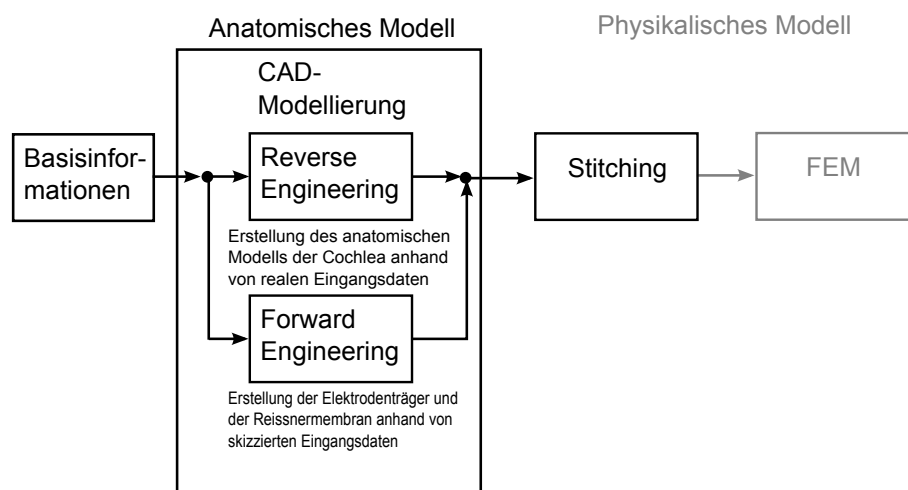 Anatomisches Modell
Physikalisches Modell
CAD-
Modellierung
Basisinfor-
mationen
Reverse
Engineering
Stitching
FEM
Erstellung des anatomischen
Modells der Cochlea anhand
von realen Eingangsdaten
Forward
Engineering
Erstellung der Elektrodenträger und
der Reissnermembran anhand von
skizzierten Eingangsdaten